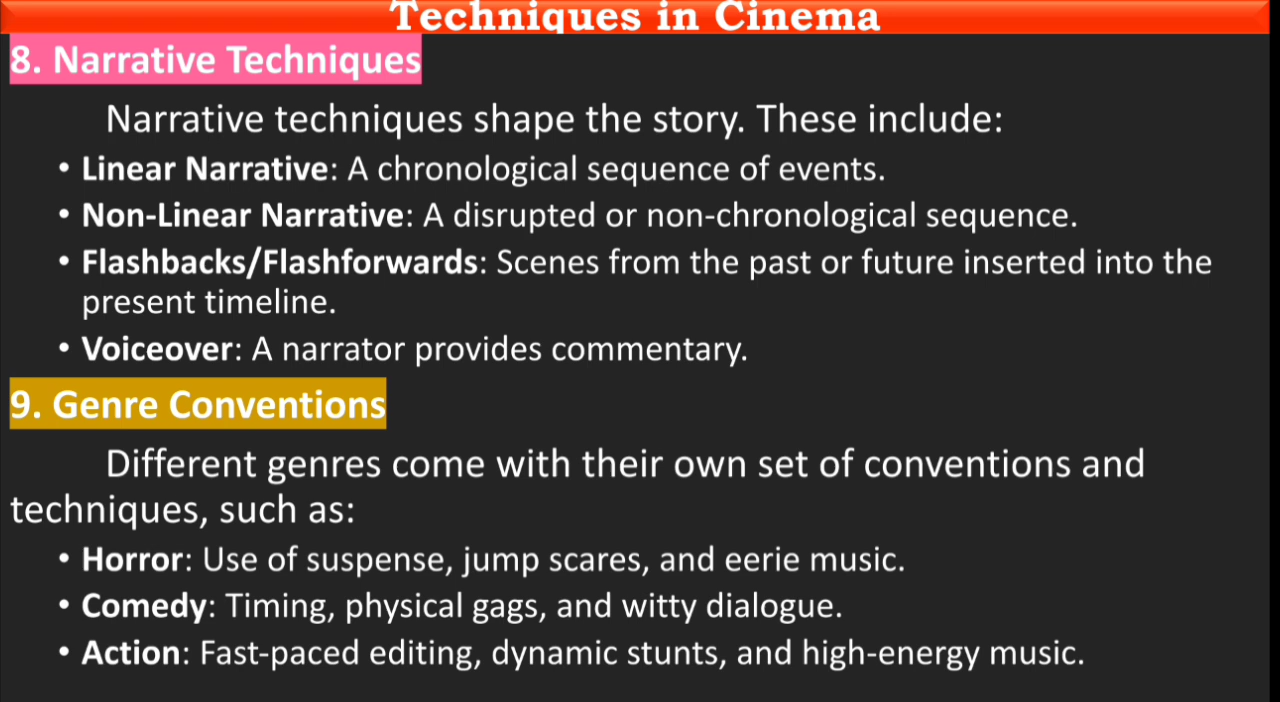 Techniques in Cinema
8. Narrative Techniques
Narrative techniques shape the story. These include:
• Linear Narrative: A chronological sequence of events.
• Non-Linear Narrative: A disrupted or non-chronological sequence.
• Flashbacks/Flashforwards: Scenes from the past or future inserted into the
present timeline.
• Voiceover: A narrator provides commentary.
9. Genre Conventions
Different genres come with their own set of conventions and
techniques, such as:
• Horror: Use of suspense, jump scares, and eerie music.
• Comedy: Timing, physical gags, and witty dialogue.
• Action: Fast-paced editing, dynamic stunts, and high-energy music.